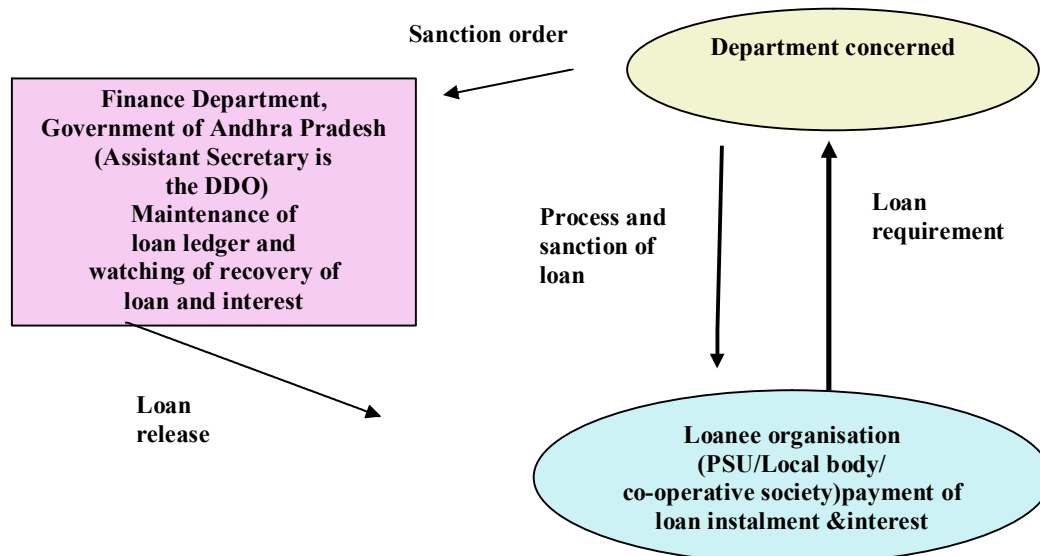 Sanction order
Department concerned
Finance Department,
Government of Andhra Pradesh
(Assistant Secretary is
the DDO)
Maintenance of
loan ledger and
watching of recovery of
loan and interest
Process and
sanction of
loan
Loan
requirement
Loan
release
Loanee organisation
(PSU/Local body/
co-operative society)payment of
loan instalment &interest